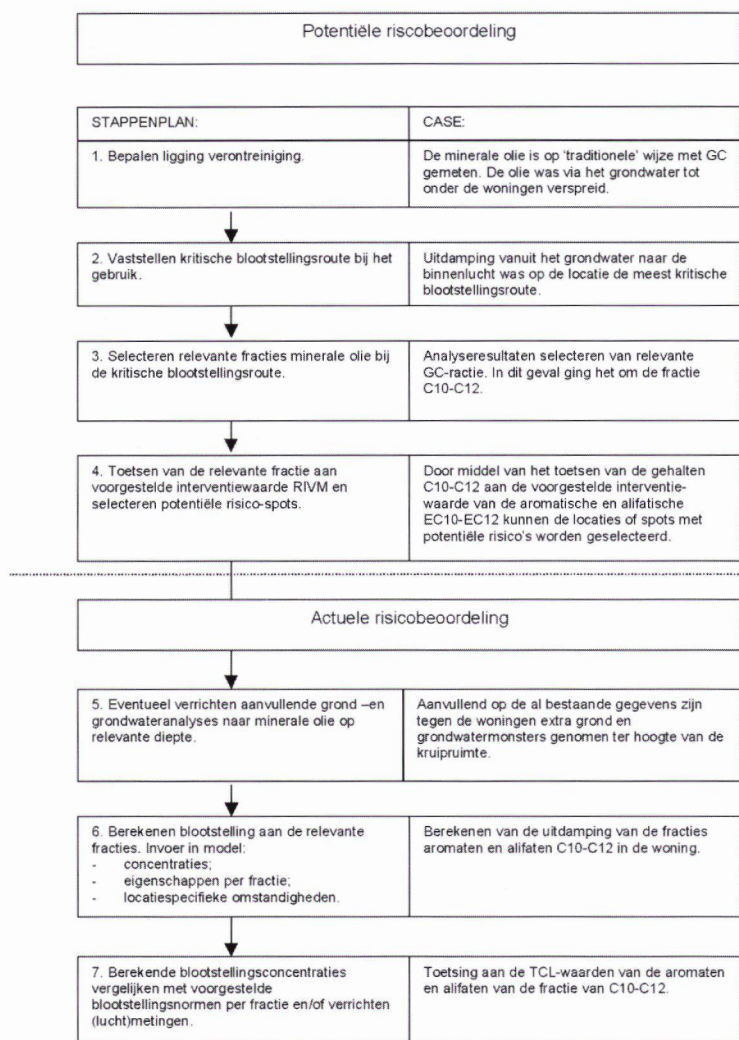 Potentiële riscobeoordeling
STAPPENPLAN:
CASE:
1. Bepalen ligging verontreiniging.
De minerale olie is op 'traditionele' wijze met GC
gemeten. De olie was via het grondwater tot
onder de woningen verspreid.
2. Vaststellen kritische blootstellingsroute bij het
gebruik.
Uitdamping vanuit het grondwater naar de
binnenlucht was op de locatie de meest kritische
blootstellingsroute.
3. Selecteren relevante fracties minerale olie bij
de kritische blootstellingsroute.
Analyseresultaten selecteren van relevante
GC-ractie. In dit geval ging het om de fractie
C10-C12.
4. Toetsen van de relevante fractie aan
voorgestelde interventiewaarde RIVM en
selecteren potentiële risico-spots.
Door middel van het toetsen van de gehalten
C10-C12 aan de voorgestelde interventie-
waarde van de aromatische en alifatische
EC10-EC12 kunnen de locaties of spots met
potentiële risico's worden geselecteerd.
Actuele risicobeoordeling
5. Eventueel verrichten aanvullende grond –en
grondwateranalyses naar minerale olie op
relevante diepte.
Aanvullend op de al bestaande gegevens zijn
tegen de woningen extra grond en
grondwatermonsters genomen ter hoogte van de
kruipruimte.
6. Berekenen blootstelling aan de relevante
fracties. Invoer in model:
- concentraties;
- eigenschappen per fractie;
- locatiespecifieke omstandigheden.
Berekenen van de uitdamping van de fracties
aromaten en alifaten C10-C12 in de woning.
7. Berekende blootstellingsconcentraties
vergelijken met voorgestelde
blootstellingsnormen per fractie en/of verrichten
(lucht)metingen.
Toetsing aan de TCL-waarden van de aromaten
en alifaten van de fractie van C10-C12.